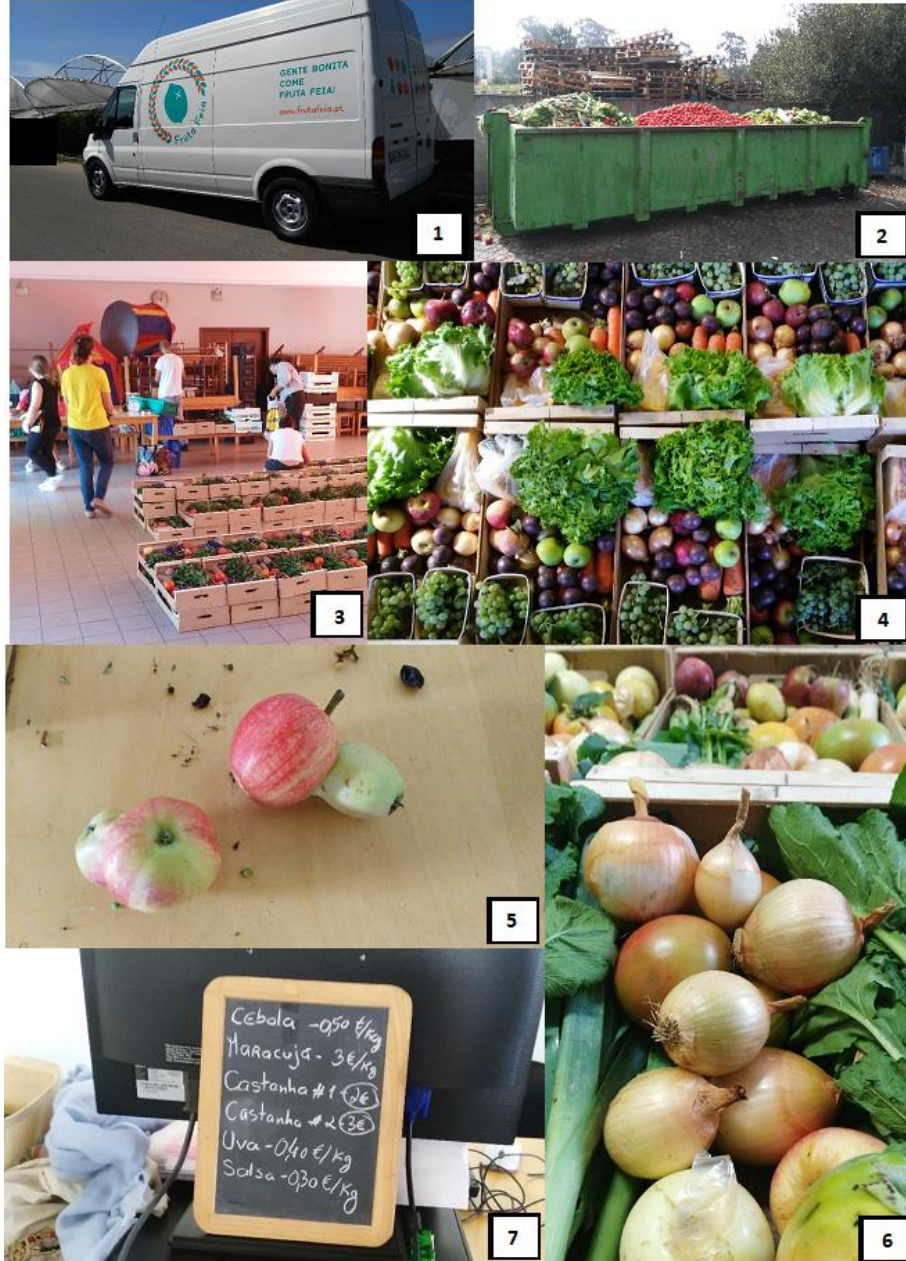 Fruta Feia
GENTE BONITA
COME
FRUTA FEIA!
www.frutafeia.pt
1
2
3
4
5
6
CEBOLA -0,50 €/kg
MARACUJÁ - 3€/kg
Castanha #1 - 2€
Castanha #2 - 3€
Uva - 0,40 €/kg
Salsa - 0,30 €/kg
7